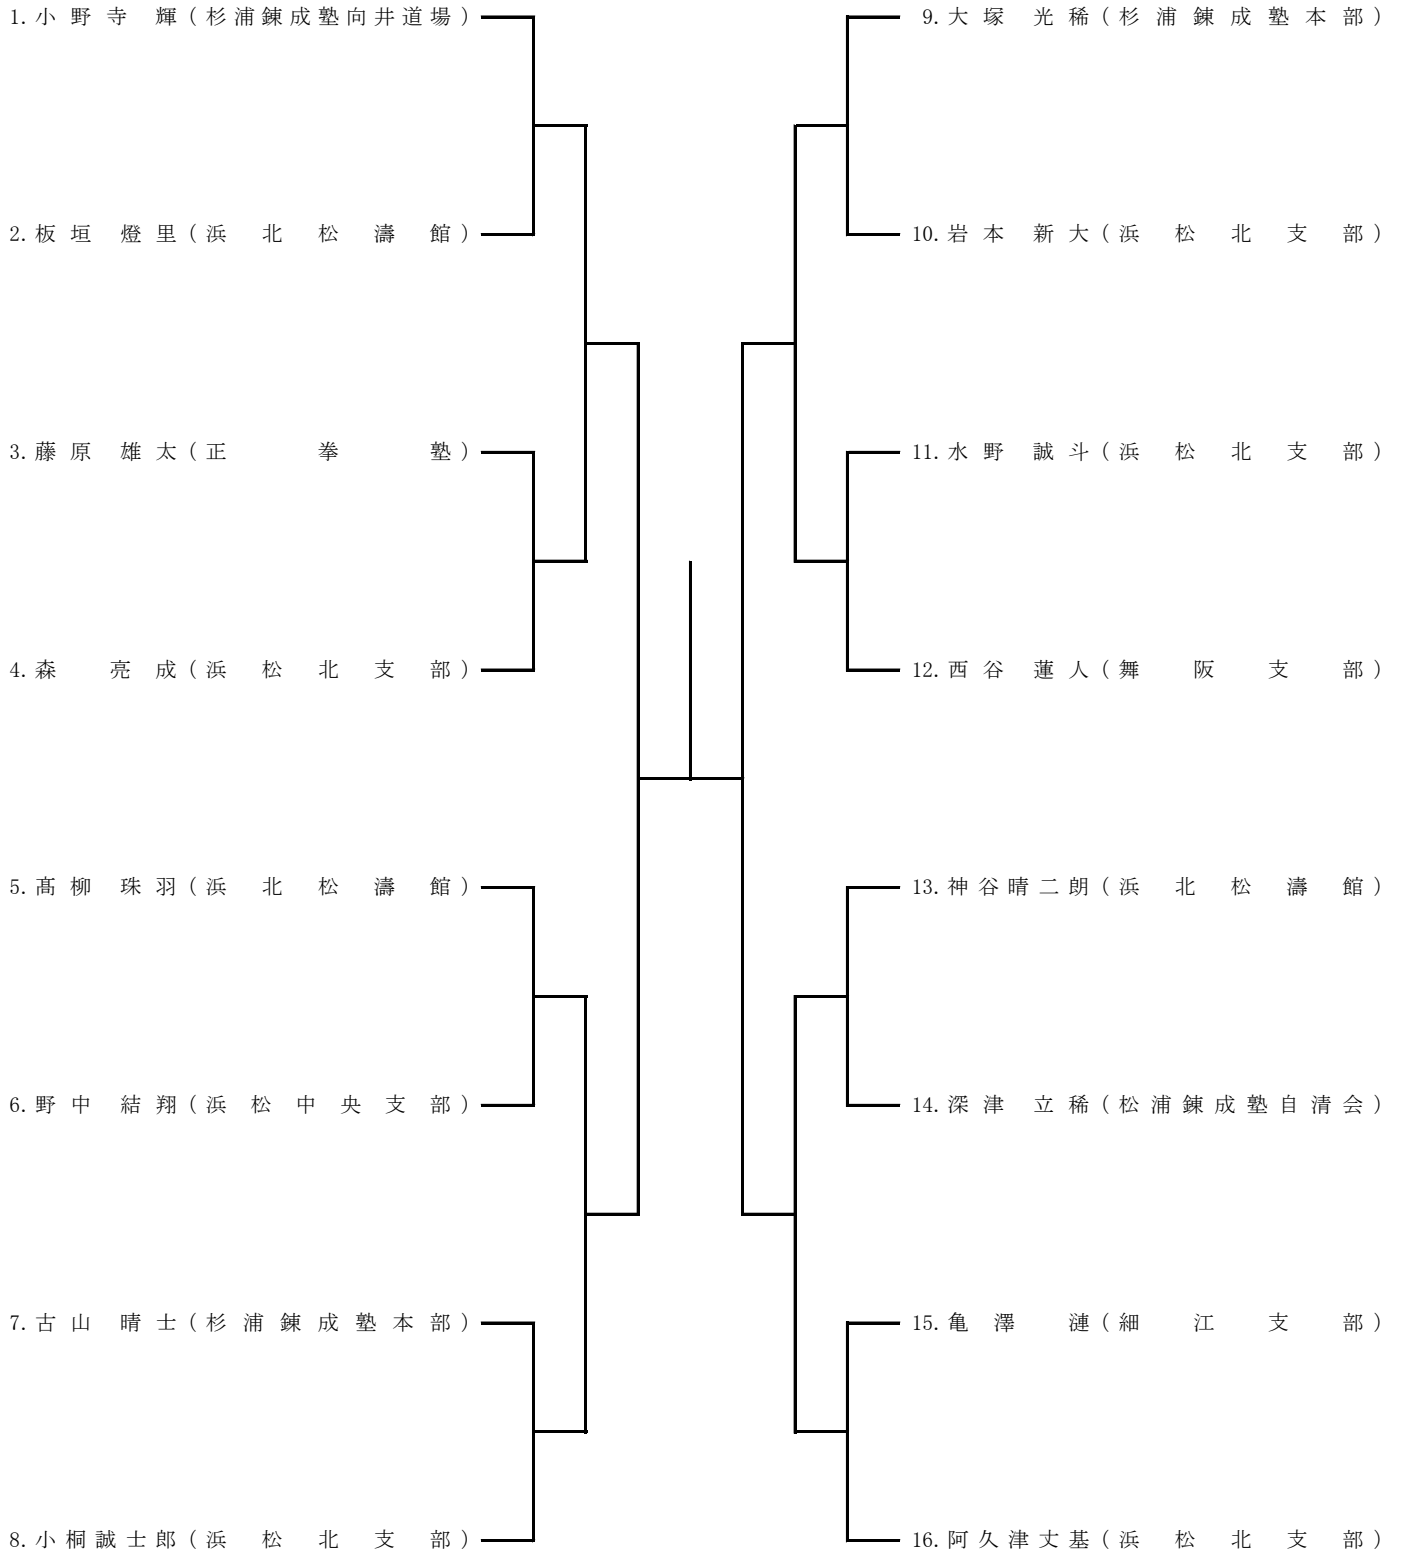 1. 小野寺 輝 (杉浦錬成塾向井道場)
2. 板垣 燈里 (浜北松濤館)
3. 藤原 雄太 (正拳塾)
4. 森 亮成 (浜松北支部)
5. 髙柳 珠羽 (浜北松濤館)
6. 野中 結翔 (浜松中央支部)
7. 古山 晴士 (杉浦錬成塾本部)
8. 小桐誠士郎 (浜松北支部)
9. 大塚 光稀 (杉浦錬成塾本部)
10. 岩本 新大 (浜松北支部)
11. 水野 誠斗 (浜松北支部)
12. 西谷 蓮人 (舞阪支部)
13. 神谷晴二朗 (浜北松濤館)
14. 深津 立稀 (松浦錬成塾自清会)
15. 亀澤 漣 (細江支部)
16. 阿久津丈基 (浜松北支部)